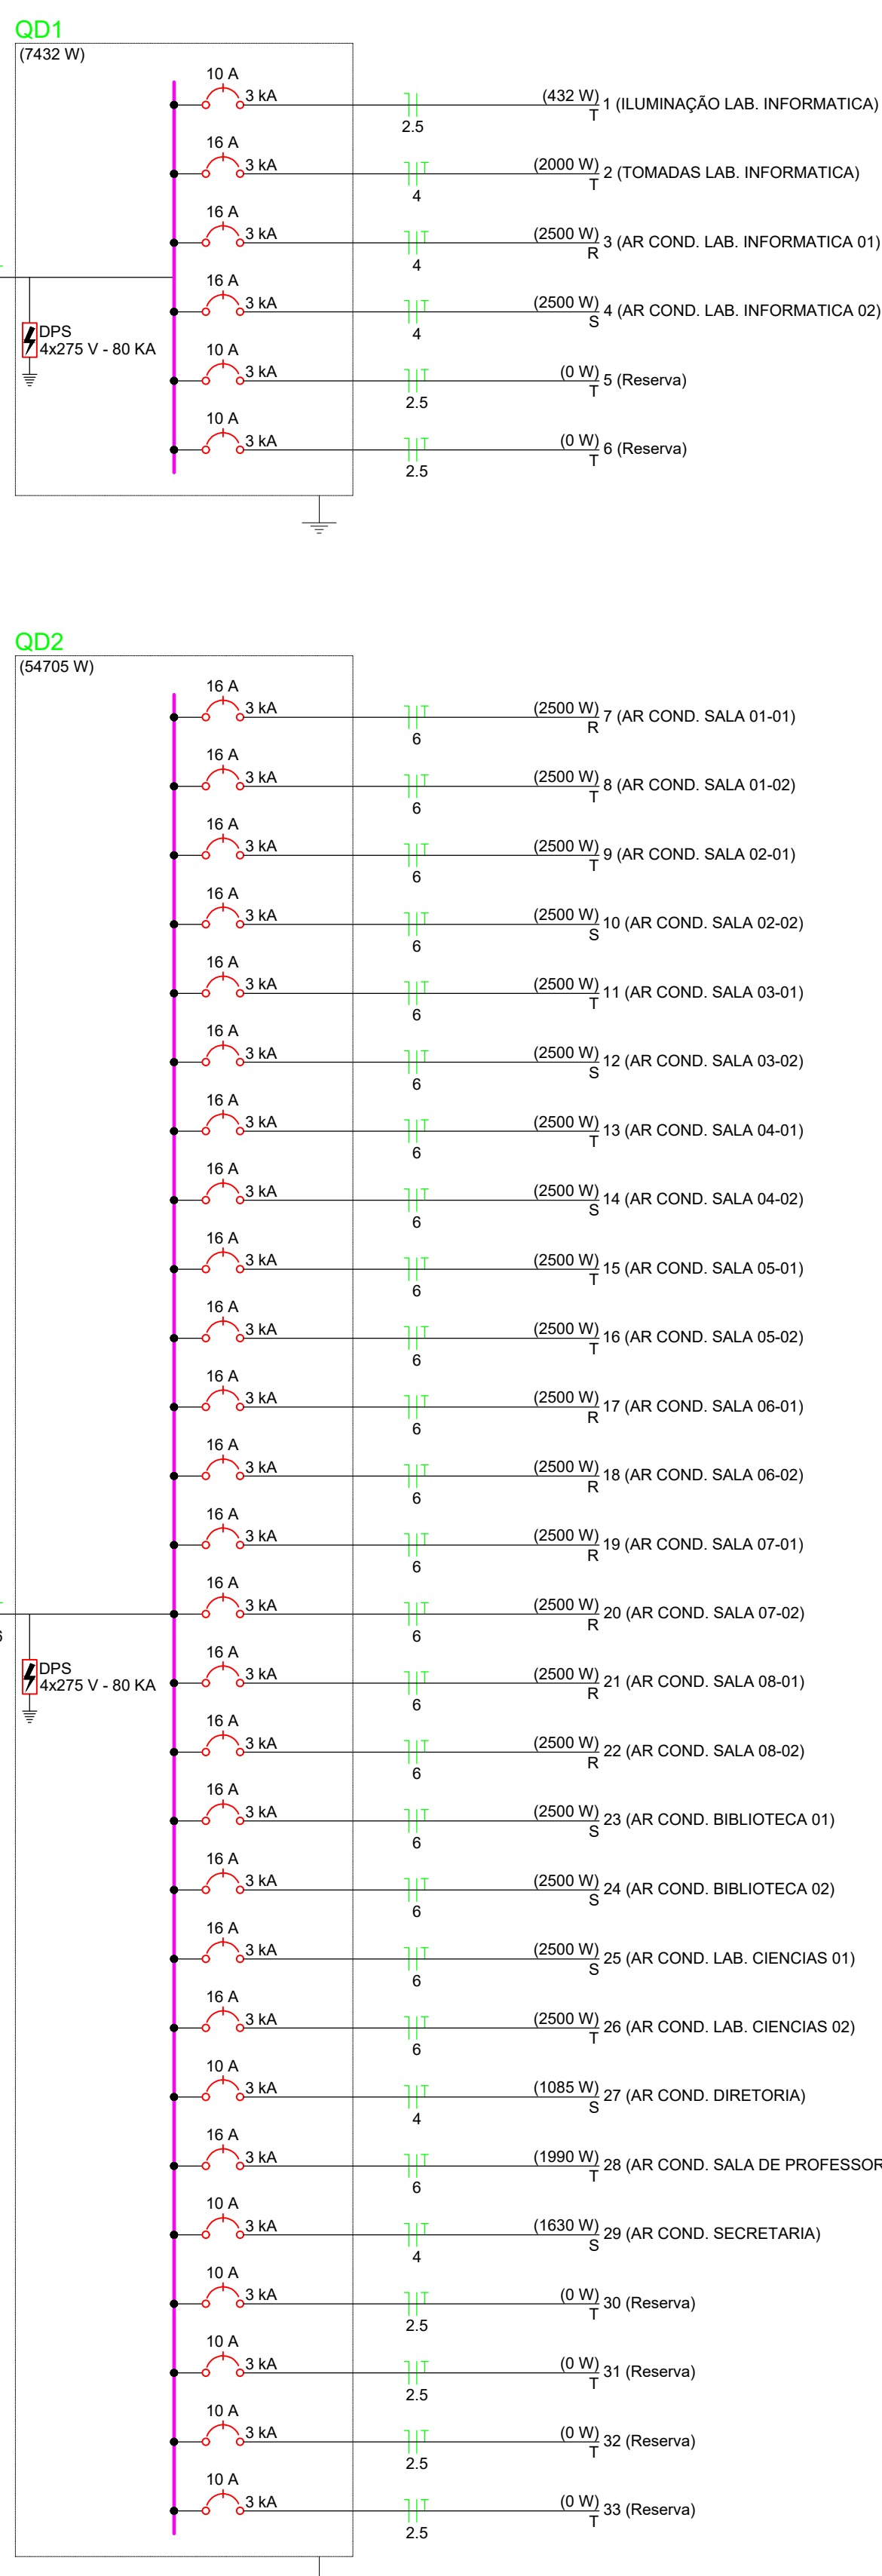 QD1
(7432 W)
10 A
3 kA
2.5
(432 W)
T
1 (ILUMINAÇÃO LAB. INFORMATICA)
16 A
3 kA
4
(2000 W)
T
2 (TOMADAS LAB. INFORMATICA)
16 A
3 kA
4
(2500 W)
R
3 (AR COND. LAB. INFORMATICA 01)
16 A
3 kA
4
(2500 W)
S
4 (AR COND. LAB. INFORMATICA 02)
DPS
4x275 V - 80 KA
10 A
3 kA
2.5
(0 W)
T
5 (Reserva)
10 A
3 kA
2.5
(0 W)
T
6 (Reserva)
QD2
(54705 W)
16 A
3 kA
6
(2500 W)
R
7 (AR COND. SALA 01-01)
16 A
3 kA
6
(2500 W)
T
8 (AR COND. SALA 01-02)
16 A
3 kA
6
(2500 W)
T
9 (AR COND. SALA 02-01)
16 A
3 kA
6
(2500 W)
S
10 (AR COND. SALA 02-02)
16 A
3 kA
6
(2500 W)
T
11 (AR COND. SALA 03-01)
16 A
3 kA
6
(2500 W)
S
12 (AR COND. SALA 03-02)
16 A
3 kA
6
(2500 W)
T
13 (AR COND. SALA 04-01)
16 A
3 kA
6
(2500 W)
S
14 (AR COND. SALA 04-02)
16 A
3 kA
6
(2500 W)
T
15 (AR COND. SALA 05-01)
16 A
3 kA
6
(2500 W)
T
16 (AR COND. SALA 05-02)
16 A
3 kA
6
(2500 W)
R
17 (AR COND. SALA 06-01)
16 A
3 kA
6
(2500 W)
R
18 (AR COND. SALA 06-02)
16 A
3 kA
6
(2500 W)
R
19 (AR COND. SALA 07-01)
16 A
3 kA
6
(2500 W)
R
20 (AR COND. SALA 07-02)
DPS
4x275 V - 80 KA
16 A
3 kA
6
(2500 W)
R
21 (AR COND. SALA 08-01)
16 A
3 kA
6
(2500 W)
R
22 (AR COND. SALA 08-02)
16 A
3 kA
6
(2500 W)
S
23 (AR COND. BIBLIOTECA 01)
16 A
3 kA
6
(2500 W)
S
24 (AR COND. BIBLIOTECA 02)
16 A
3 kA
6
(2500 W)
S
25 (AR COND. LAB. CIENCIAS 01)
16 A
3 kA
6
(2500 W)
T
26 (AR COND. LAB. CIENCIAS 02)
10 A
3 kA
4
(1085 W)
S
27 (AR COND. DIRETORIA)
16 A
3 kA
6
(1990 W)
T
28 (AR COND. SALA DE PROFESSOR
10 A
3 kA
4
(1630 W)
S
29 (AR COND. SECRETARIA)
10 A
3 kA
2.5
(0 W)
T
30 (Reserva)
10 A
3 kA
2.5
(0 W)
T
31 (Reserva)
10 A
3 kA
2.5
(0 W)
T
32 (Reserva)
10 A
3 kA
2.5
(0 W)
T
33 (Reserva)